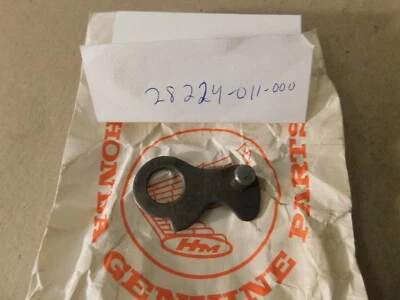 28224-011-000
HONDA GENUINE PARTS
HM